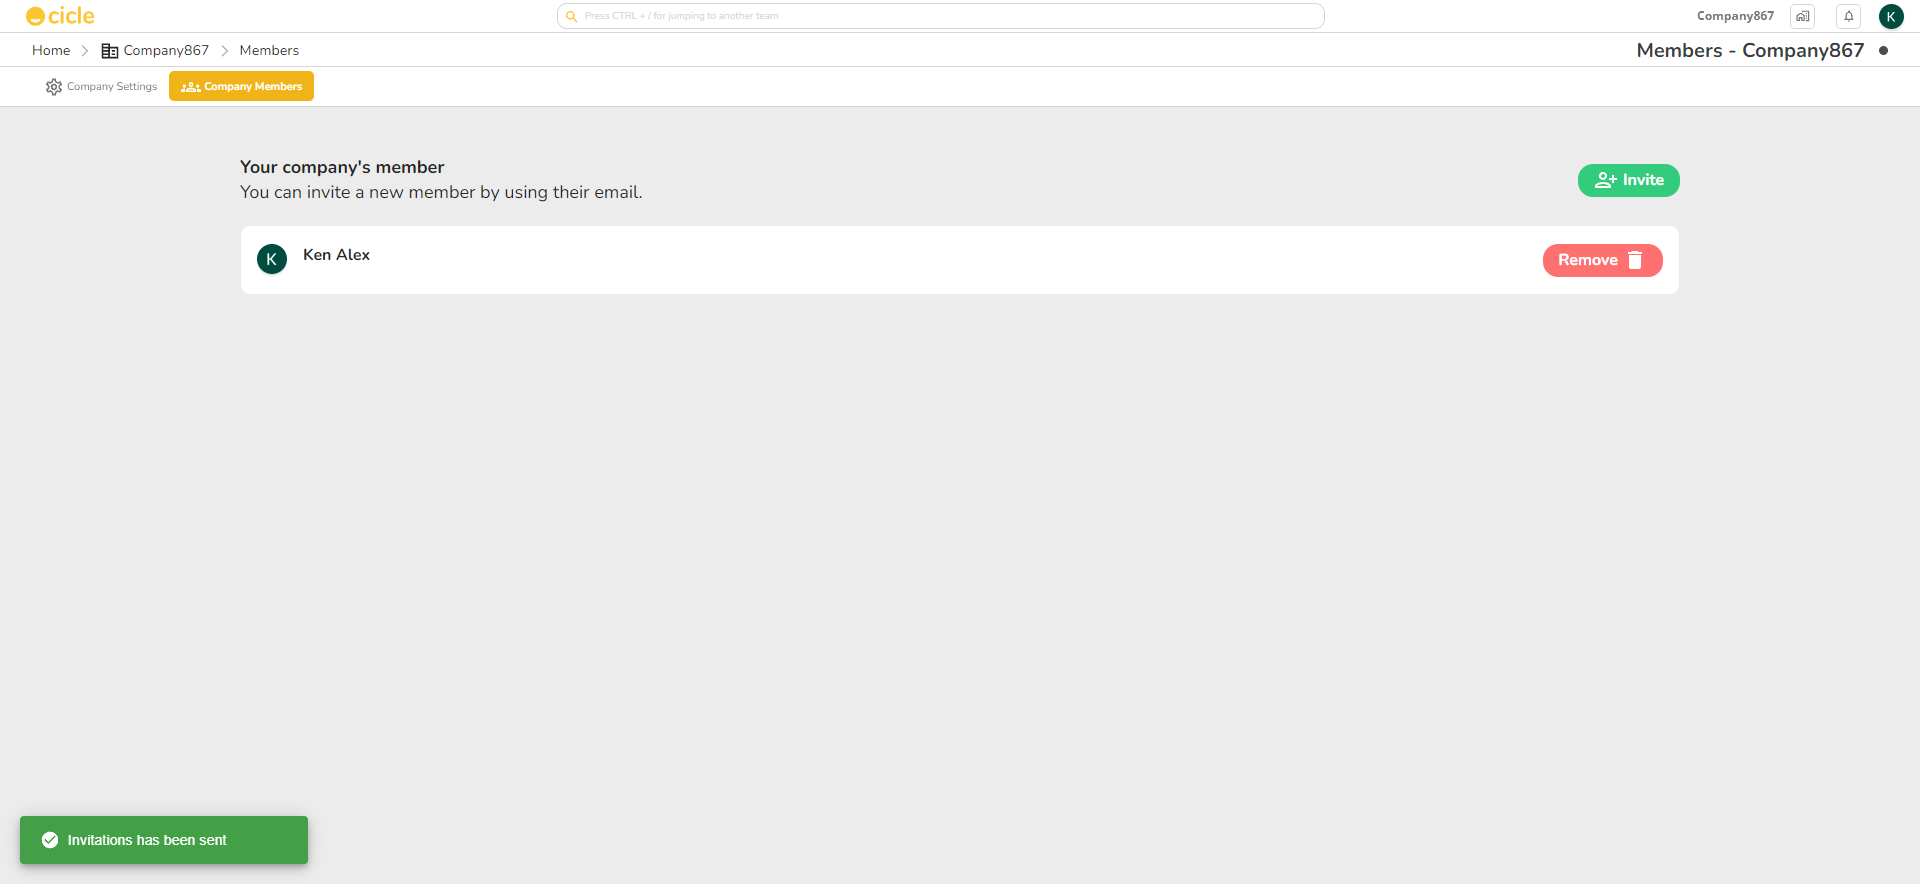 cicle
Press CTRL + / for jumping to another team
Company867
K
Home
Company867
Members
Members - Company867
Company Settings
Company Members
Your company's member
You can invite a new member by using their email.
Invite
K
Ken Alex
Remove
Invitations has been sent